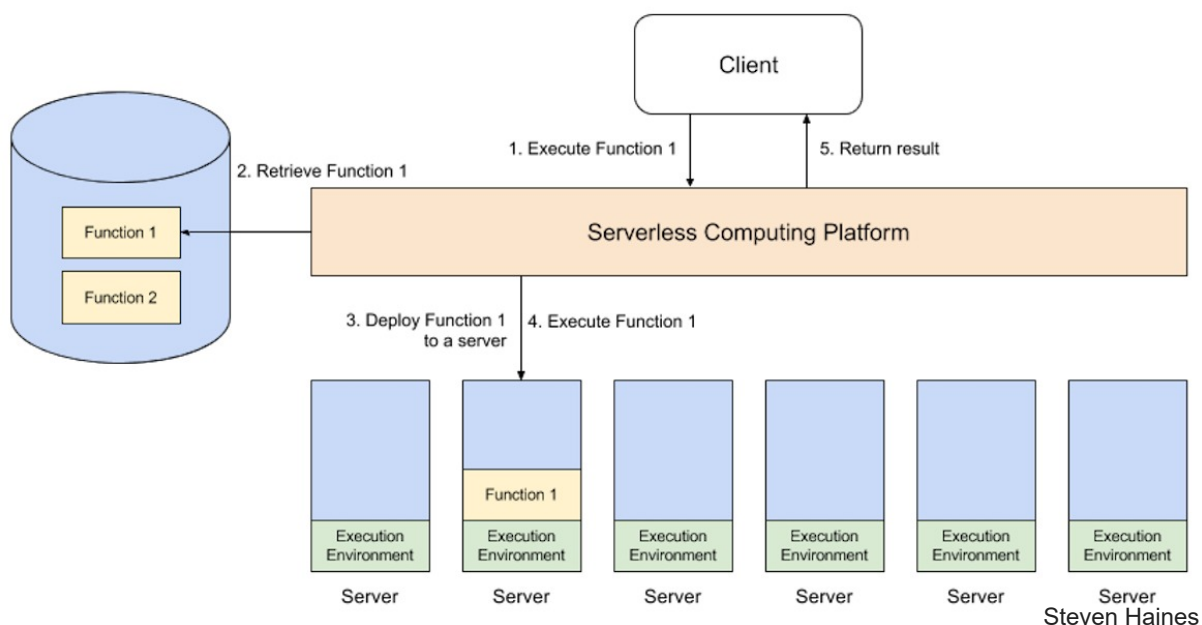 Client
1. Execute Function 1
5. Return result
2. Retrieve Function 1
Serverless Computing Platform
Function 1
Function 2
3. Deploy Function 1
to a server
4. Execute Function 1
Function 1
Execution
Environment
Execution
Environment
Execution
Environment
Execution
Environment
Execution
Environment
Execution
Environment
Server
Server
Server
Server
Server
Server
Steven Haines